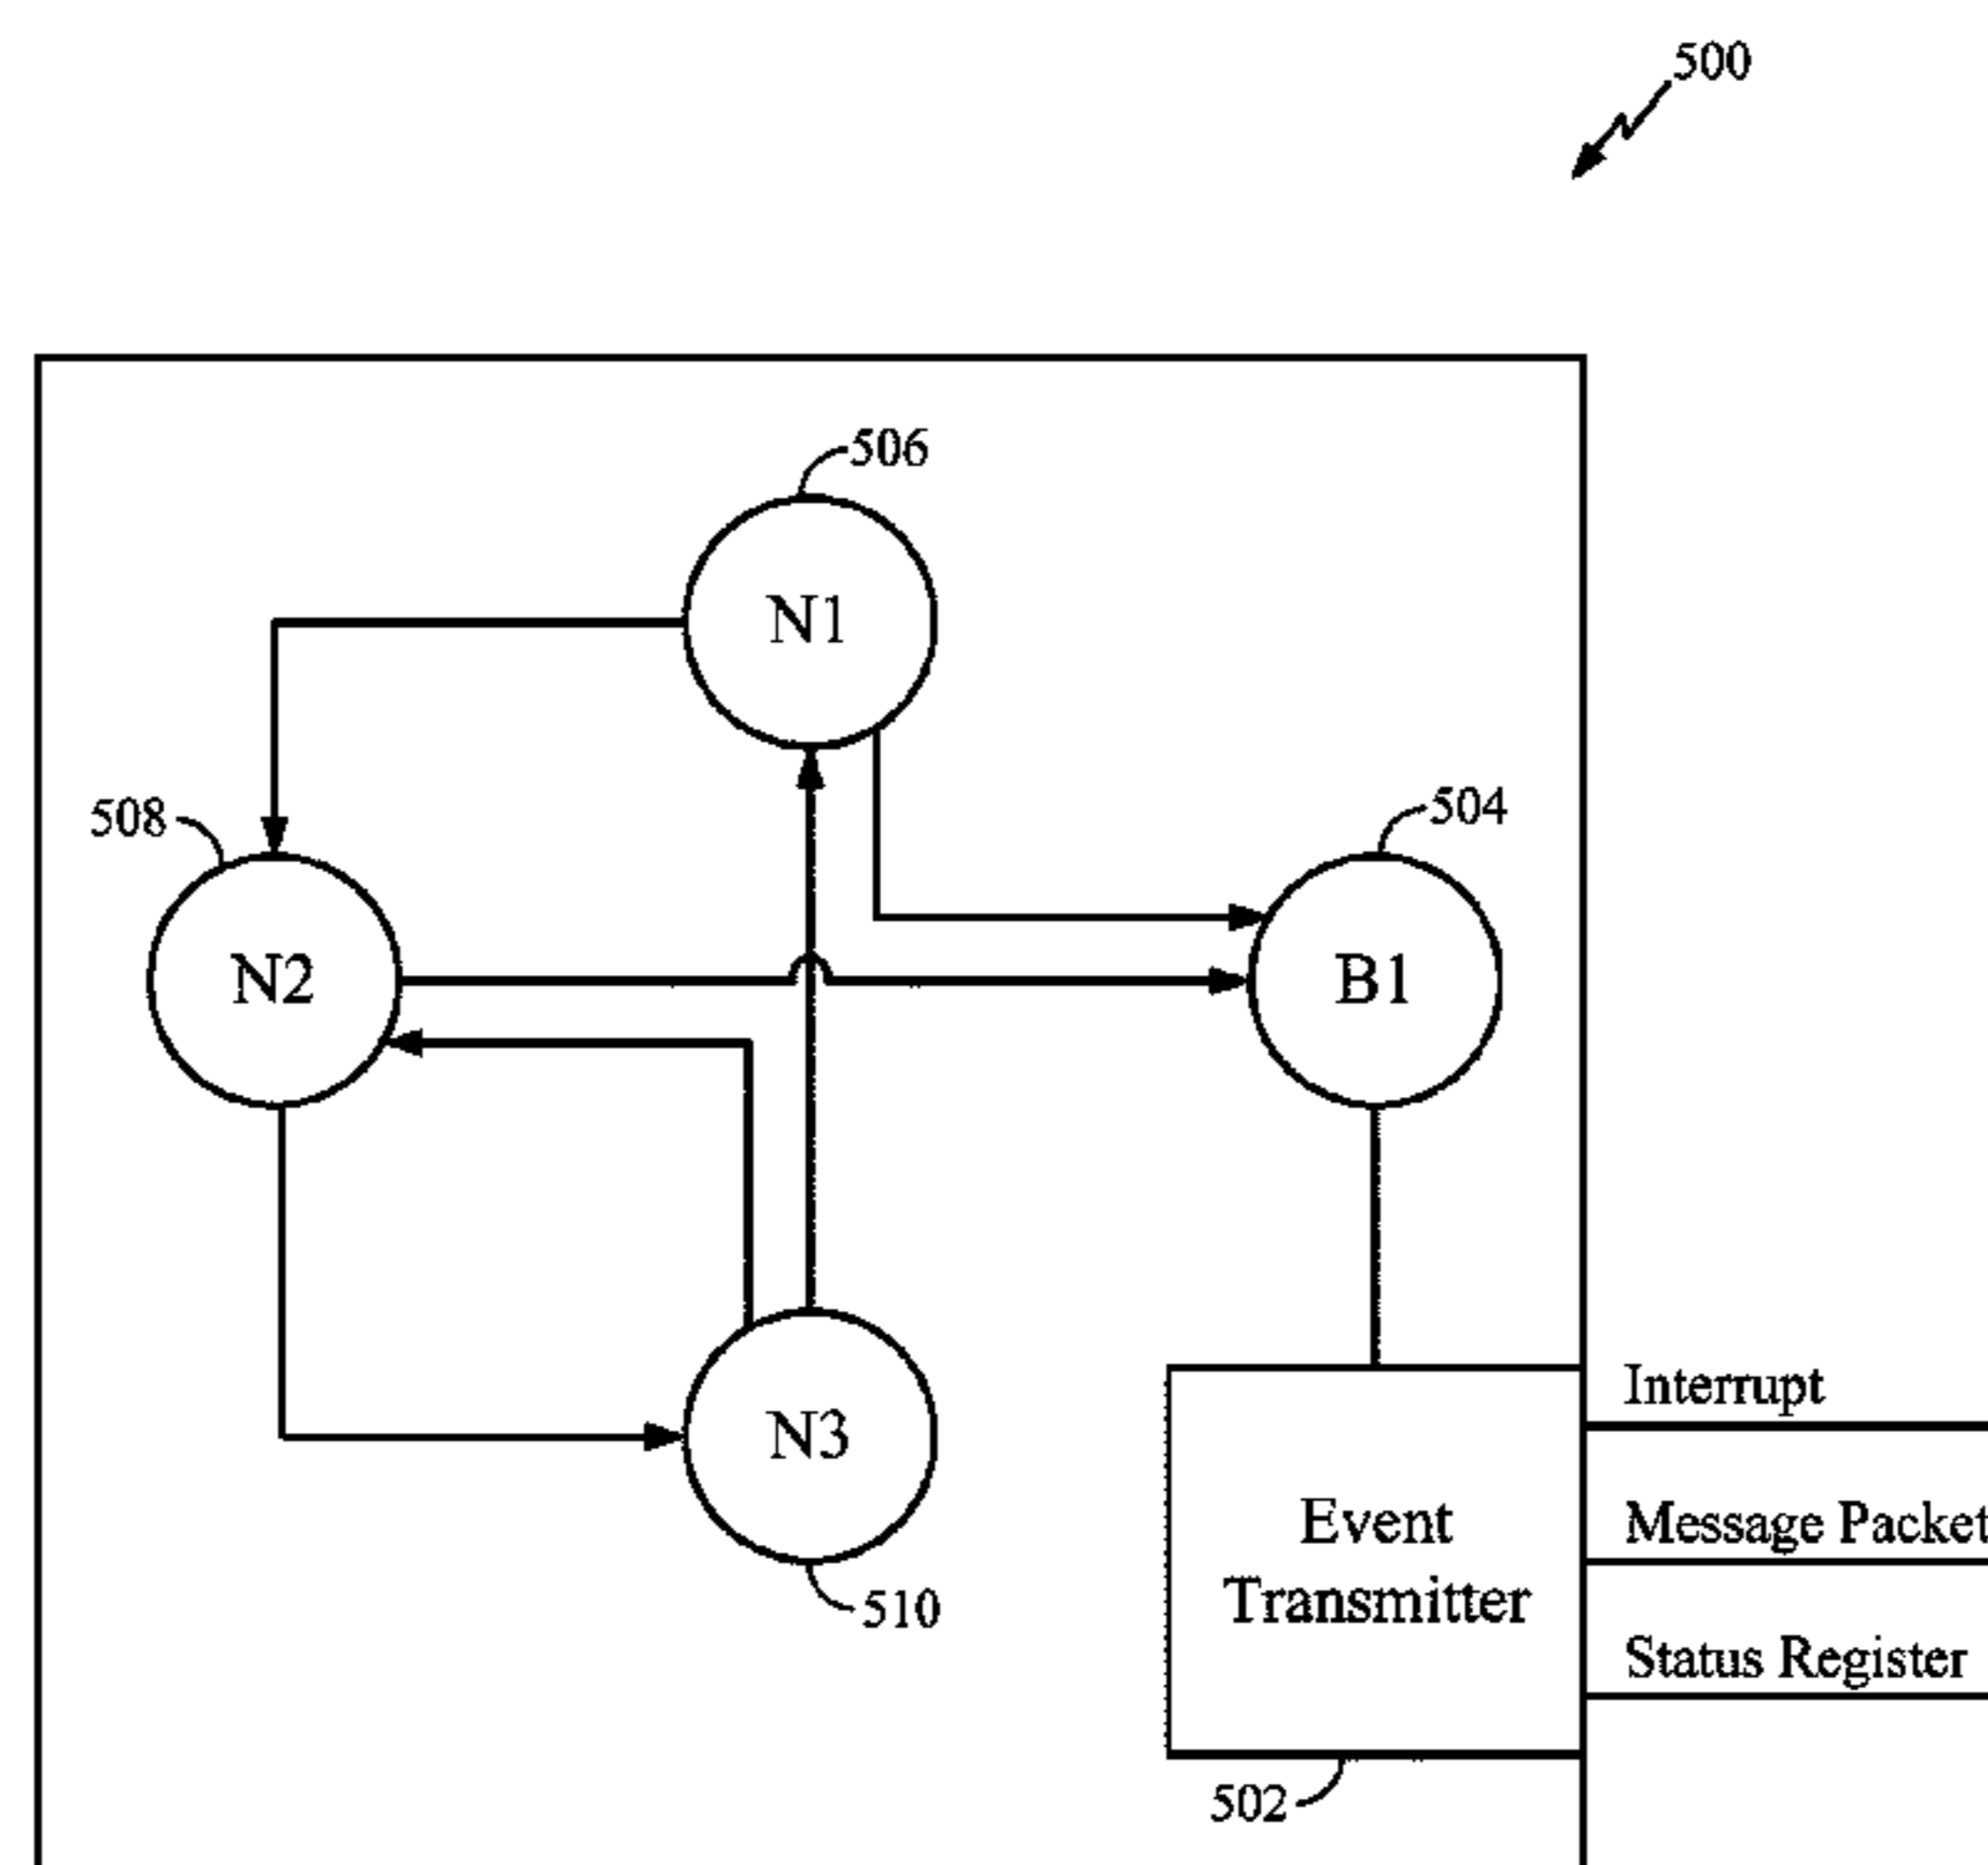 500
506
N1
508
504
N2
B1
Interrupt
N3
Event
Transmitter
Message Packet
510
Status Register
502